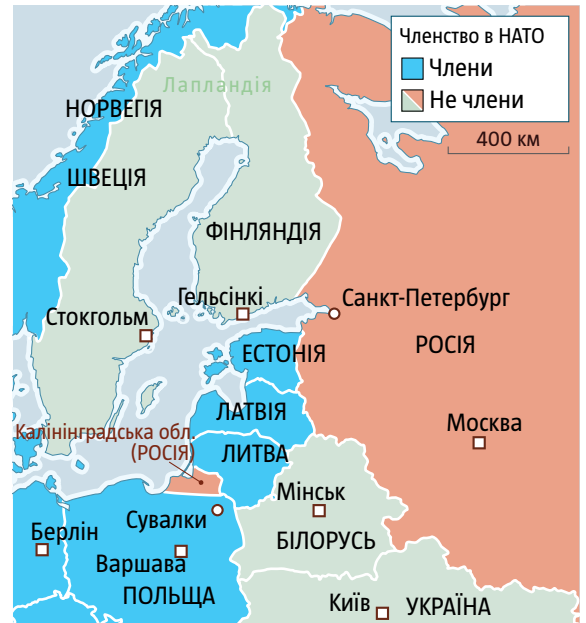 Членство в НАТО
Члени
Не члени
400 км
Лапландія
НОРВЕГІЯ
ШВЕЦІЯ
ФІНЛЯНДІЯ
Гельсінкі
Санкт-Петербург
Стокгольм
ЕСТОНІЯ
РОСІЯ
ЛАТВІЯ
Калінінградська обл.
(РОСІЯ)
ЛИТВА
Москва
Мінськ
Сувалки
Берлін
БІЛОРУСЬ
Варшава
ПОЛЬЩА
Київ
УКРАЇНА